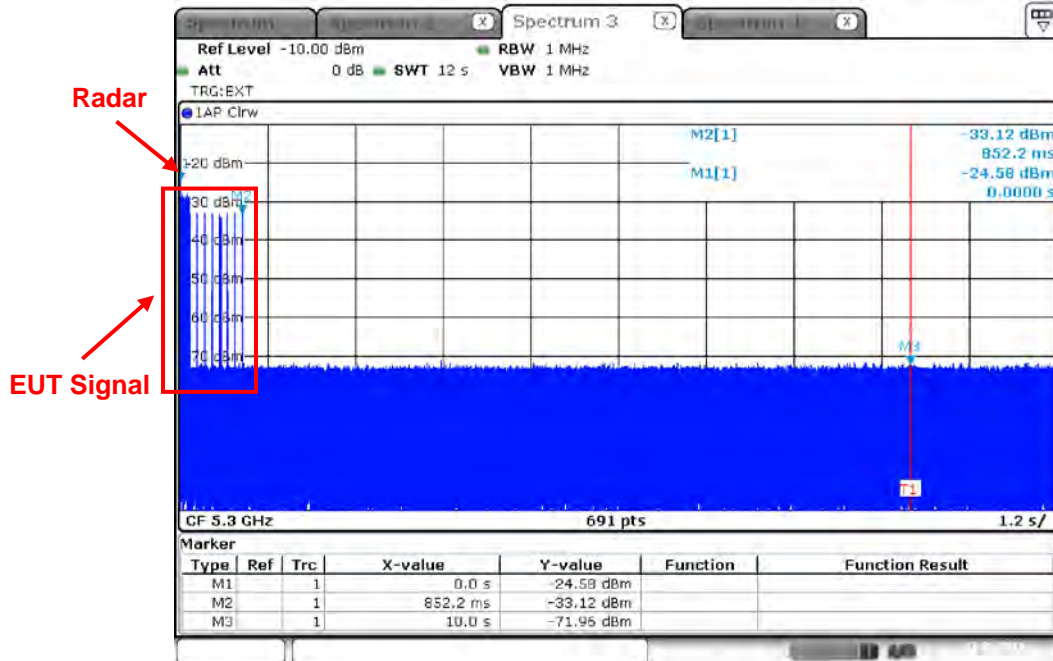 Spectrum 3
Ref Level -10.00 dBm RBW 1 MHz
Att 0 dB SWT 12 s VBW 1 MHz
TRG:EXT
Radar
1AP Clrw
M2[1] -33.12 dBm
852.2 ms
M1[1] -24.58 dBm
0.0000 s
-20 dBm
M2
-30 dBm
-40 dBm
-50 dBm
-60 dBm
-70 dBm
M3
EUT Signal
T1
CF 5.3 GHz 691 pts 1.2 s/
Marker
Type Ref Trc X-value Y-value Function Function Result
M1 1 0.0 s -24.58 dBm
M2 1 852.2 ms -33.12 dBm
M3 1 10.0 s -71.95 dBm